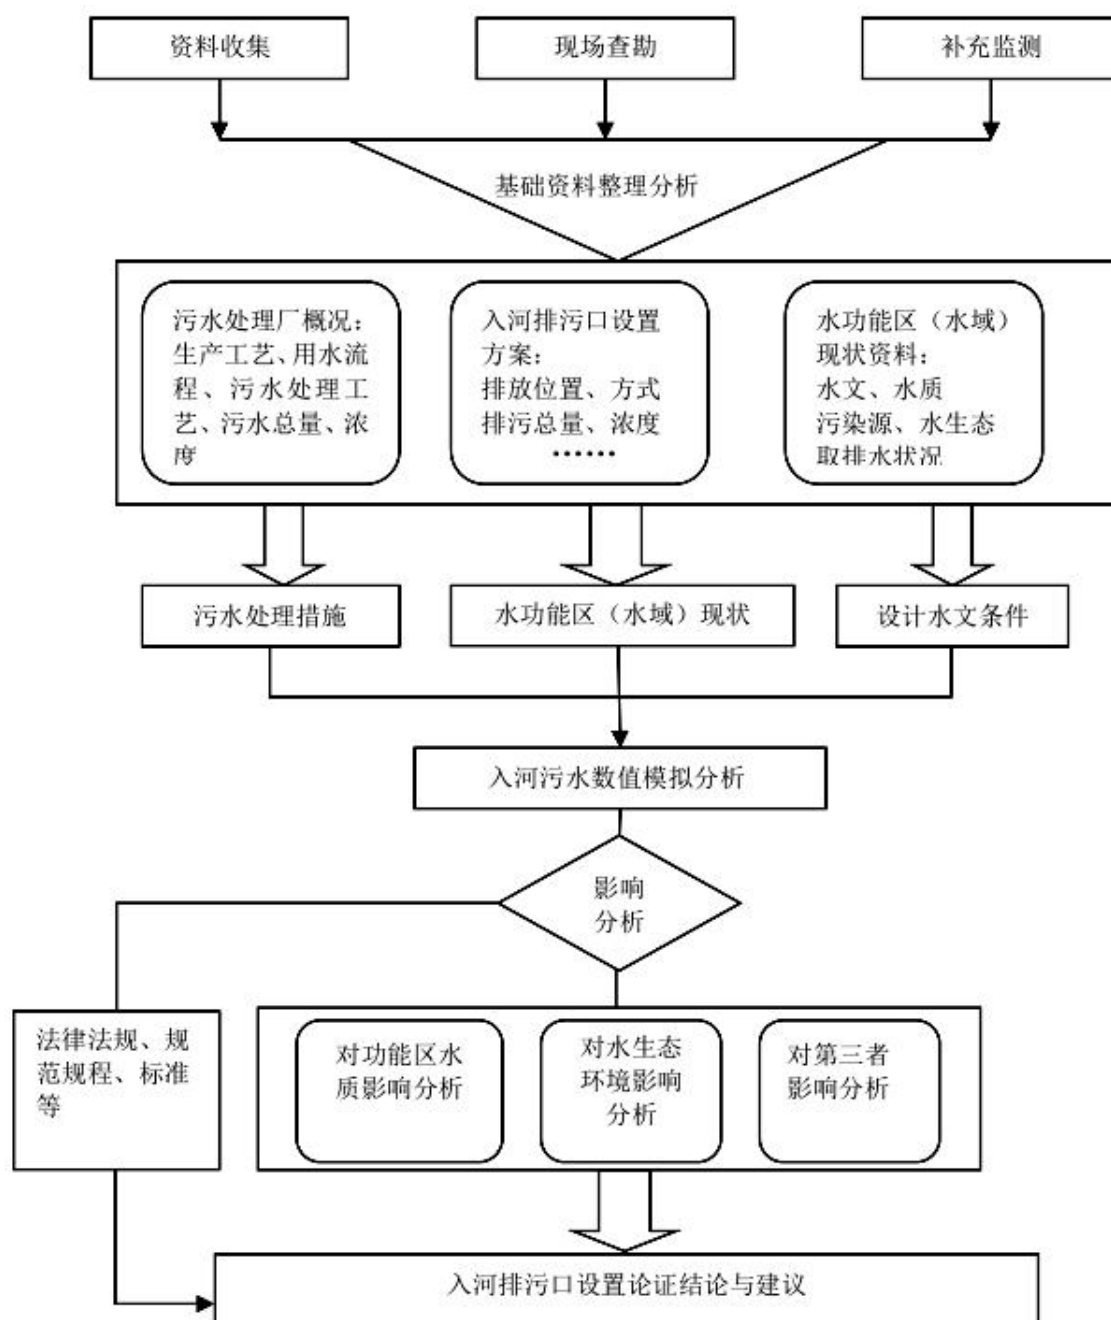 资料收集
现场查勘
补充监测
基础资料整理分析
污水处理厂概况：
生产工艺、用水流
程、污水处理工
艺、污水总量、浓
度
入河排污口设置
方案：
排放位置、方式
排污总量、浓度
••••••
水功能区（水域）
现状资料：
水文、水质
污染源、水生态
取排水状况
污水处理措施
水功能区（水域）现状
设计水文条件
入河污水数值模拟分析
影响
分析
法律法规、规
范规程、标准
等
对功能区水
质影响分析
对水生态
环境影响
分析
对第三者
影响分析
入河排污口设置论证结论与建议